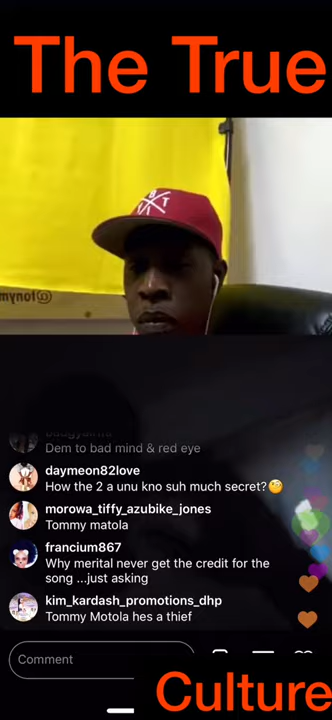 The True
Dem to bad mind & red eye
daymeon82love
How the 2 a unu kno suh much secret?🧐
morowa_tiffy_azubike_jones
Tommy matola
francium867
Why merital never get the credit for the
song ...just asking
kim_kardash_promotions_dhp
Tommy Motola hes a thief
Comment
Culture